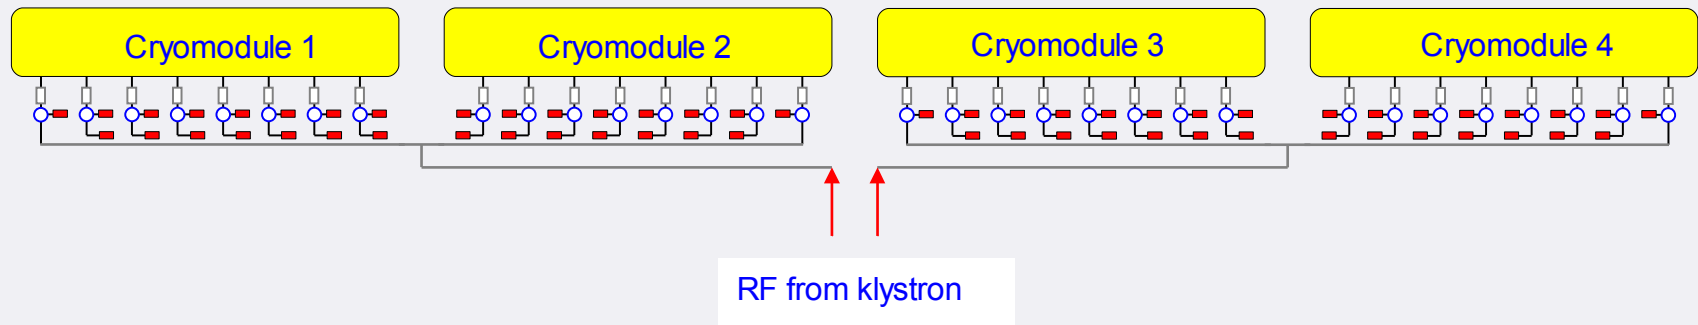 Cryomodule 1
Cryomodule 2
Cryomodule 3
Cryomodule 4
RF from klystron